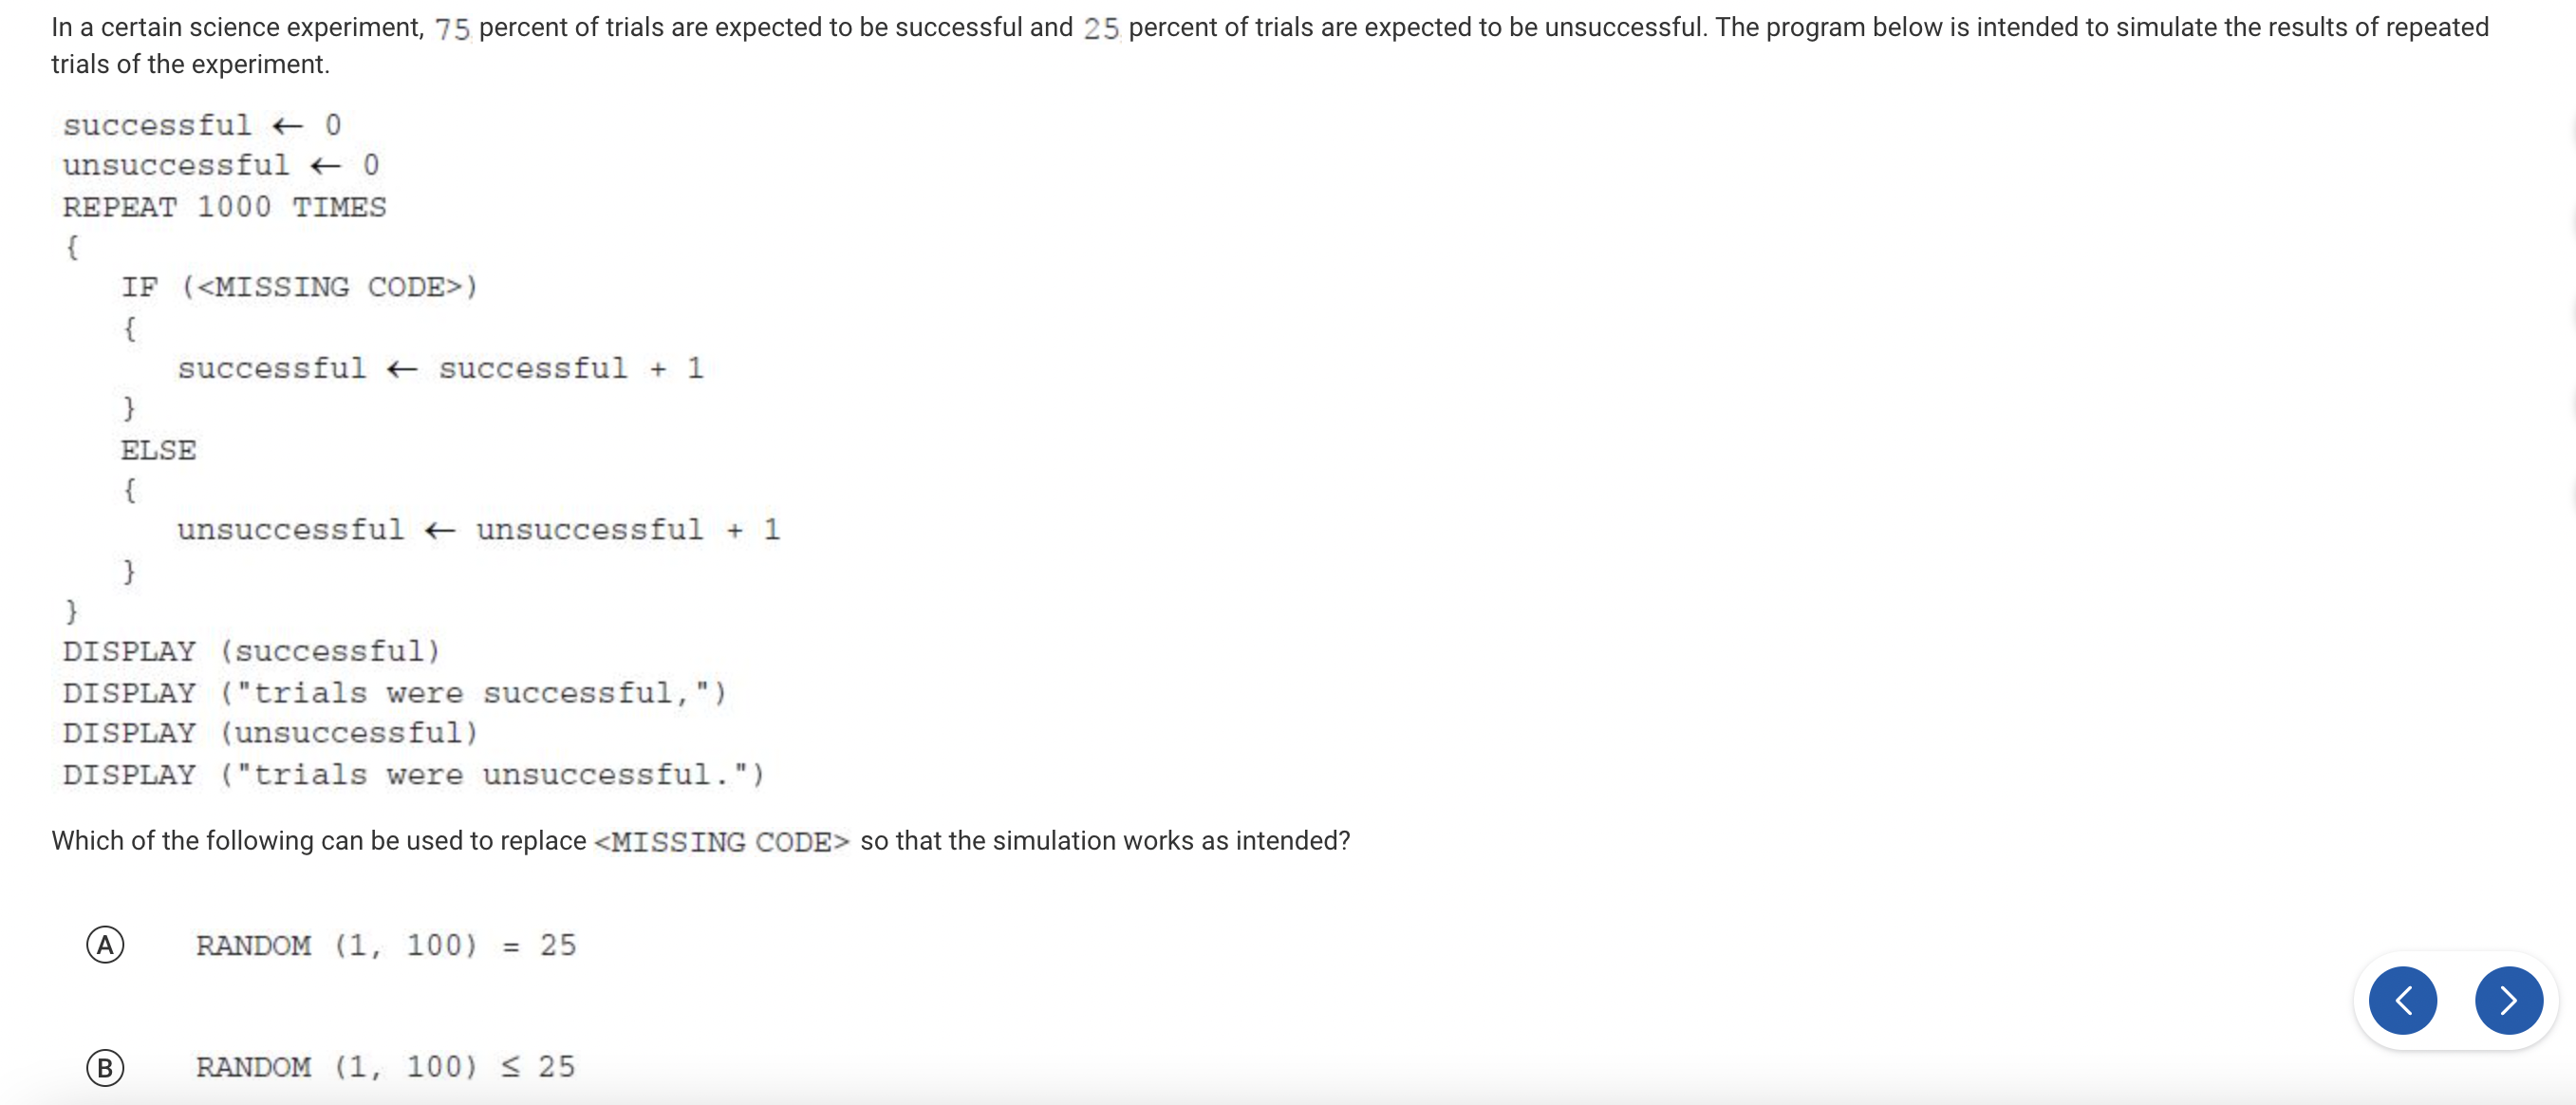 In a certain science experiment, 75 percent of trials are expected to be successful and 25 percent of trials are expected to be unsuccessful. The program below is intended to simulate the results of repeated
trials of the experiment.
successful ← 0
unsuccessful ← 0
REPEAT 1000 TIMES
{
IF (<MISSING CODE>)
{
successful ← successful + 1
}
ELSE
{
unsuccessful ← unsuccessful + 1
}
}
DISPLAY (successful)
DISPLAY ("trials were successful,")
DISPLAY (unsuccessful)
DISPLAY ("trials were unsuccessful.")
Which of the following can be used to replace <MISSING CODE> so that the simulation works as intended?
A RANDOM (1, 100) = 25
B RANDOM (1, 100) ≤ 25